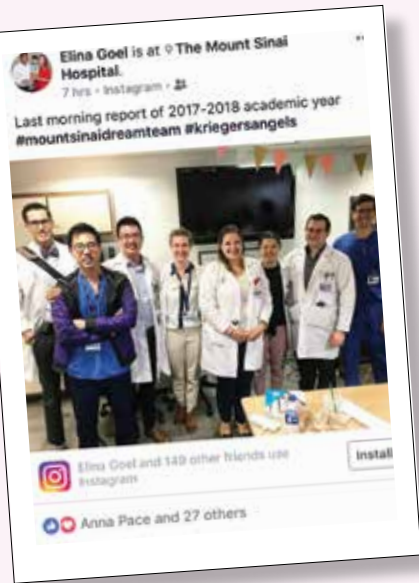 Elina Goel is at The Mount Sinai
Hospital.
7 hrs · Instagram ·
Last morning report of 2017-2018 academic year
#mountsinaidreamteam #kriegersangels
Elina Goel and 149 other friends use
Instagram
Install
Anna Pace and 27 others